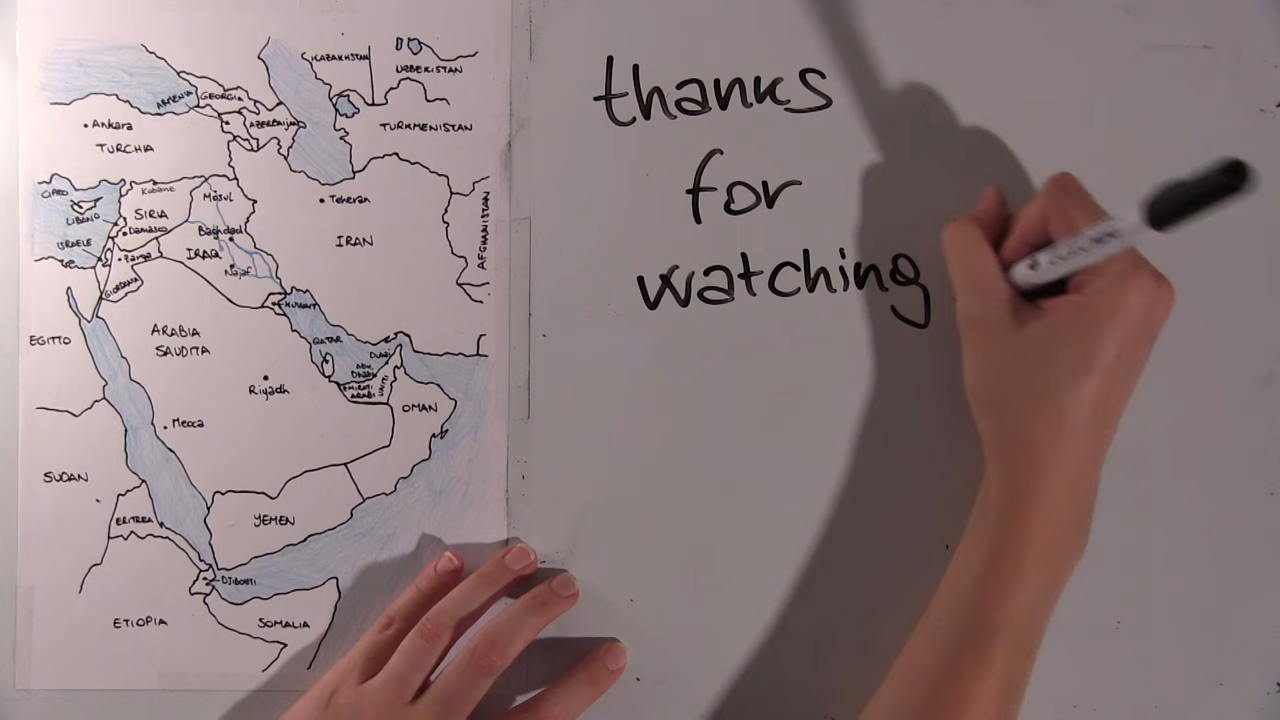 KAZAKHSTAN
UZBEKISTAN
ARMENIA
GEORGIA
AZERBAIJAN
TURKMENISTAN
Ankara
TURCHIA
CIPRO
Kobane
Mosul
Teheran
AFGHANISTAN
LIBANO
SIRIA
Damasco
Baghdad
IRAN
ISRAELE
Zarqa
IRAQ
Najaf
GIORDANIA
KUWAIT
EGITTO
ARABIA
SAUDITA
QATAR
DUBAI
ABU
DHABI
EMIRATI
ARABI
UNITI
Riyadh
OMAN
Mecca
SUDAN
ERITREA
YEMEN
DJIBOUTI
ETIOPIA
SOMALIA
thanks
for
watching